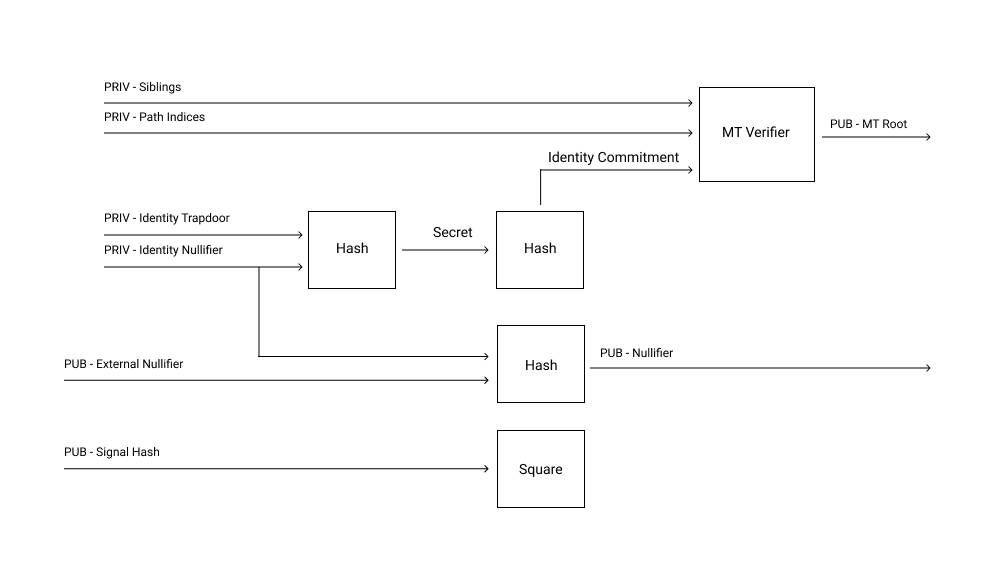 PRIV - Siblings
PRIV - Path Indices
MT Verifier
PUB - MT Root
Identity Commitment
PRIV - Identity Trapdoor
PRIV - Identity Nullifier
Hash
Secret
Hash
PUB - External Nullifier
Hash
PUB - Nullifier
PUB - Signal Hash
Square